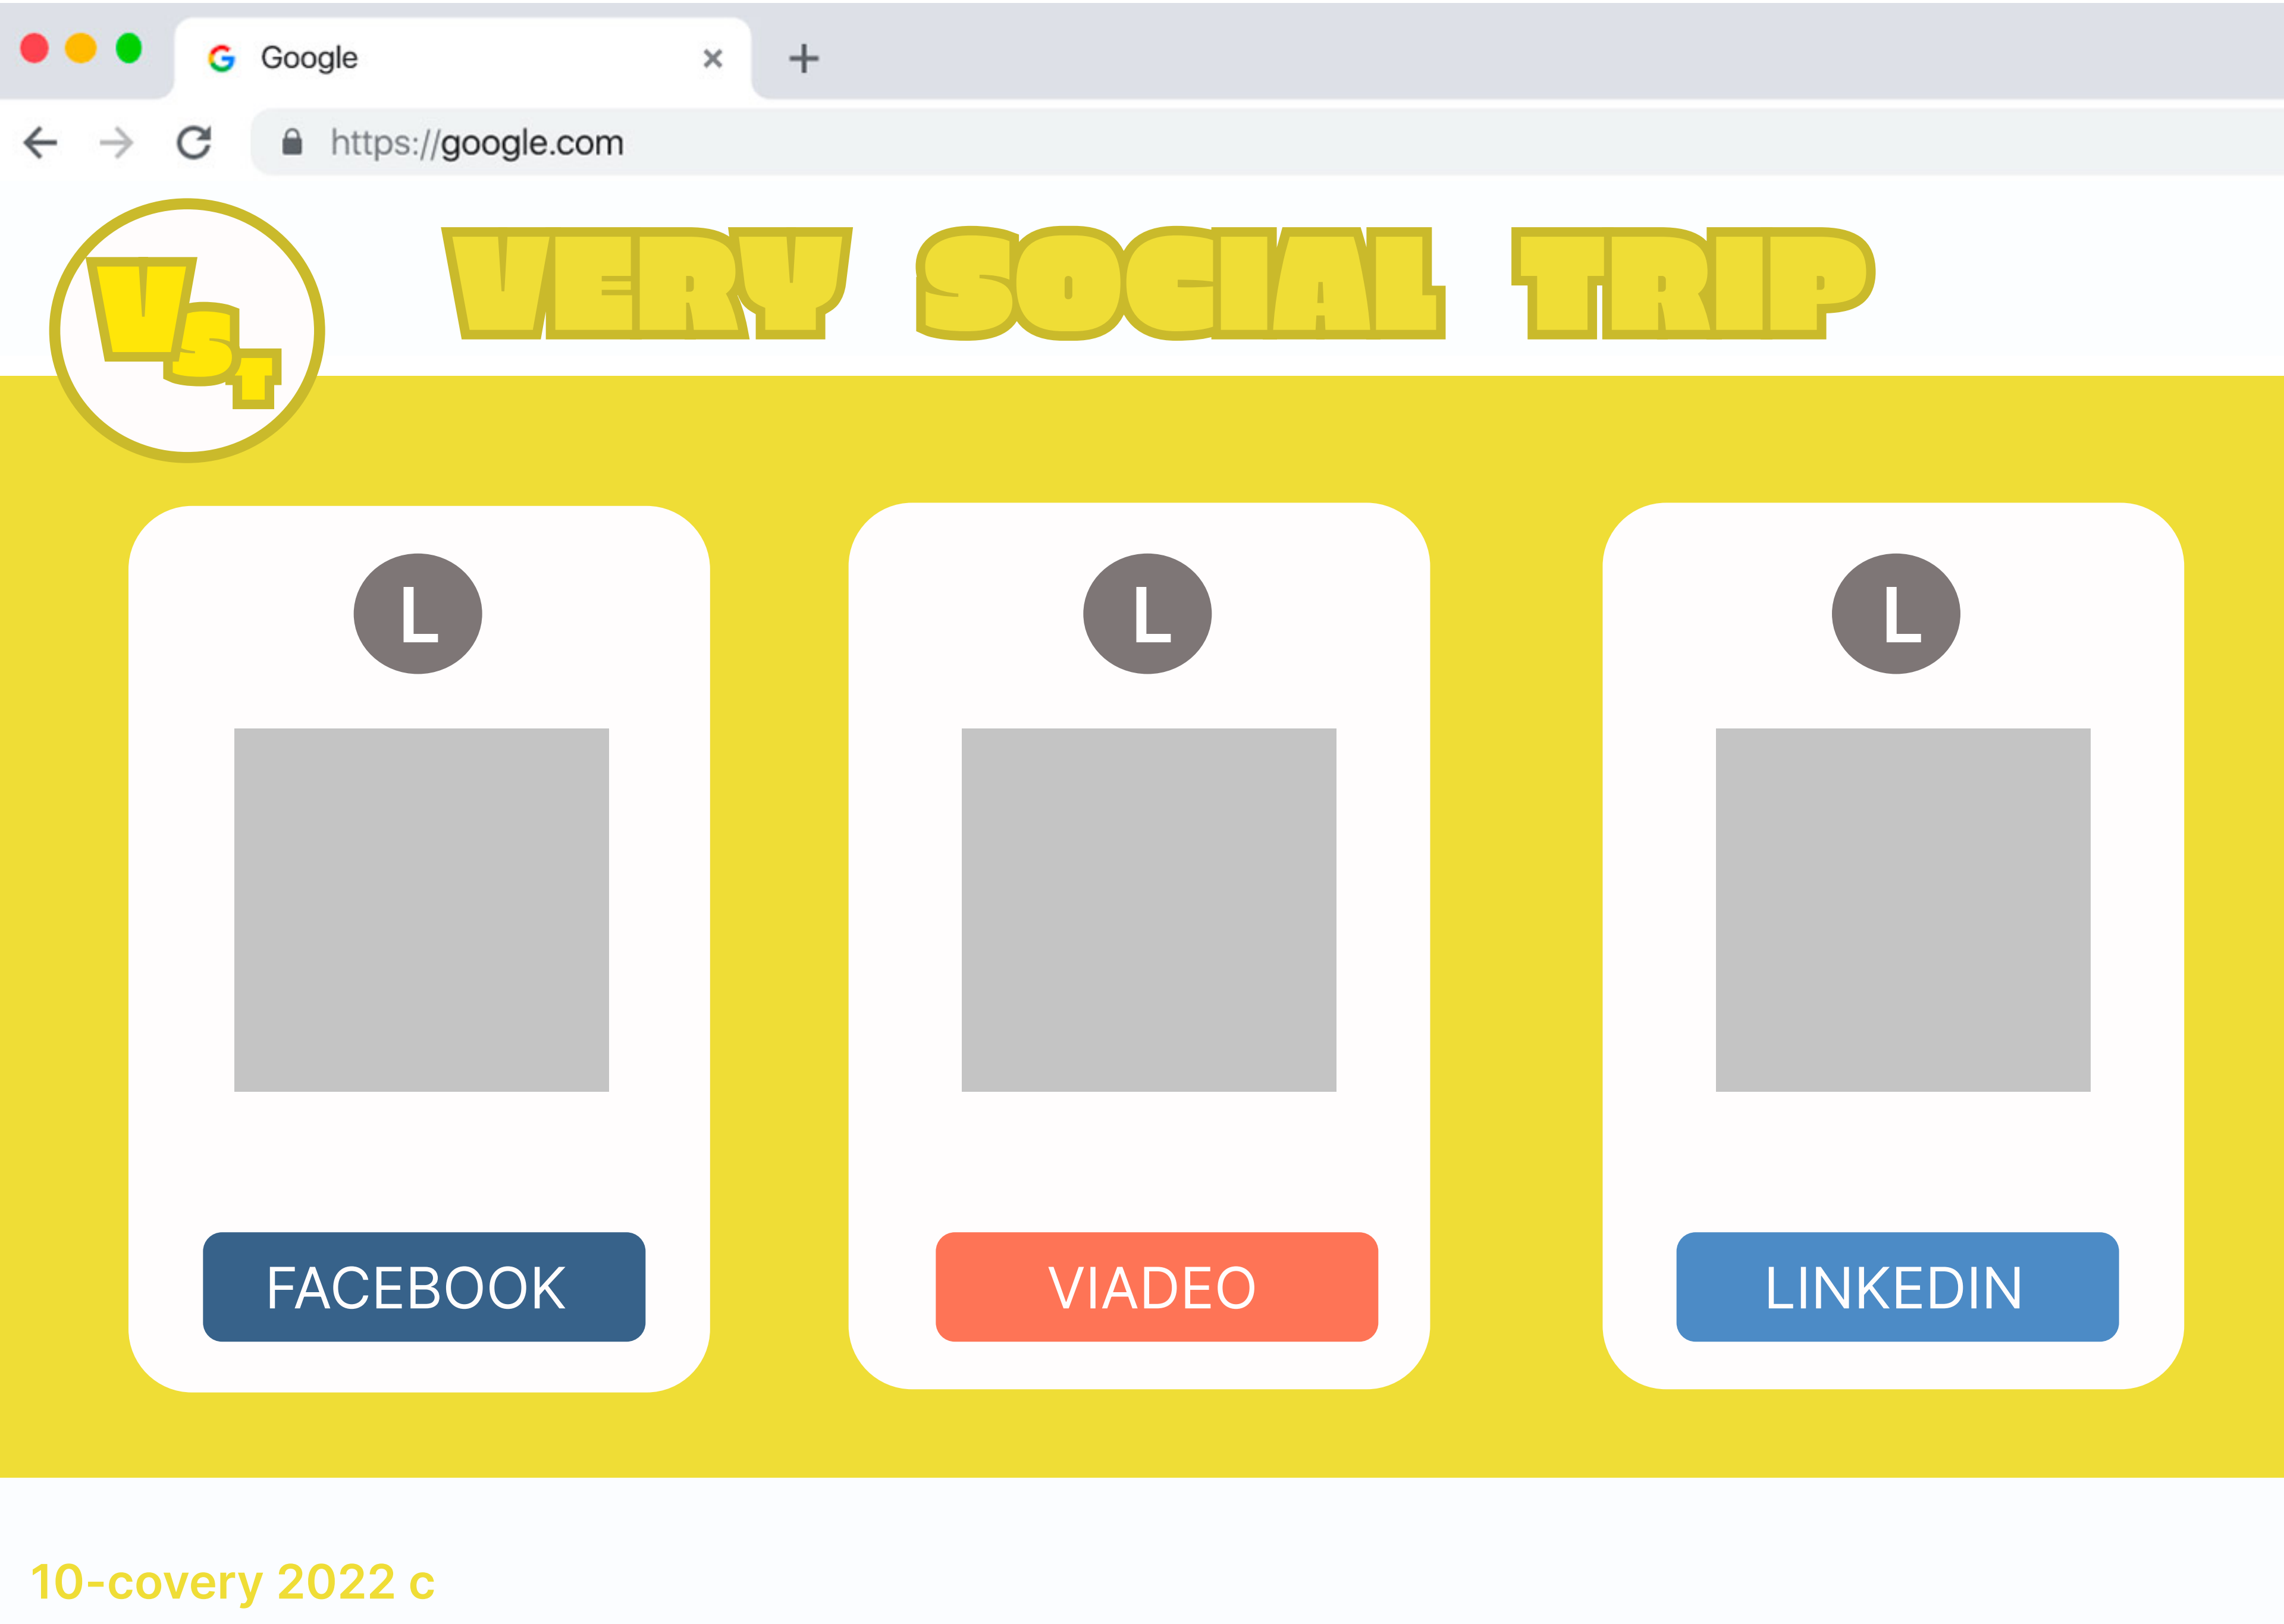 Google
https://google.com
VST
VERY SOCIAL TRIP
L
L
L
FACEBOOK
VIADEO
LINKEDIN
10-covery 2022 c